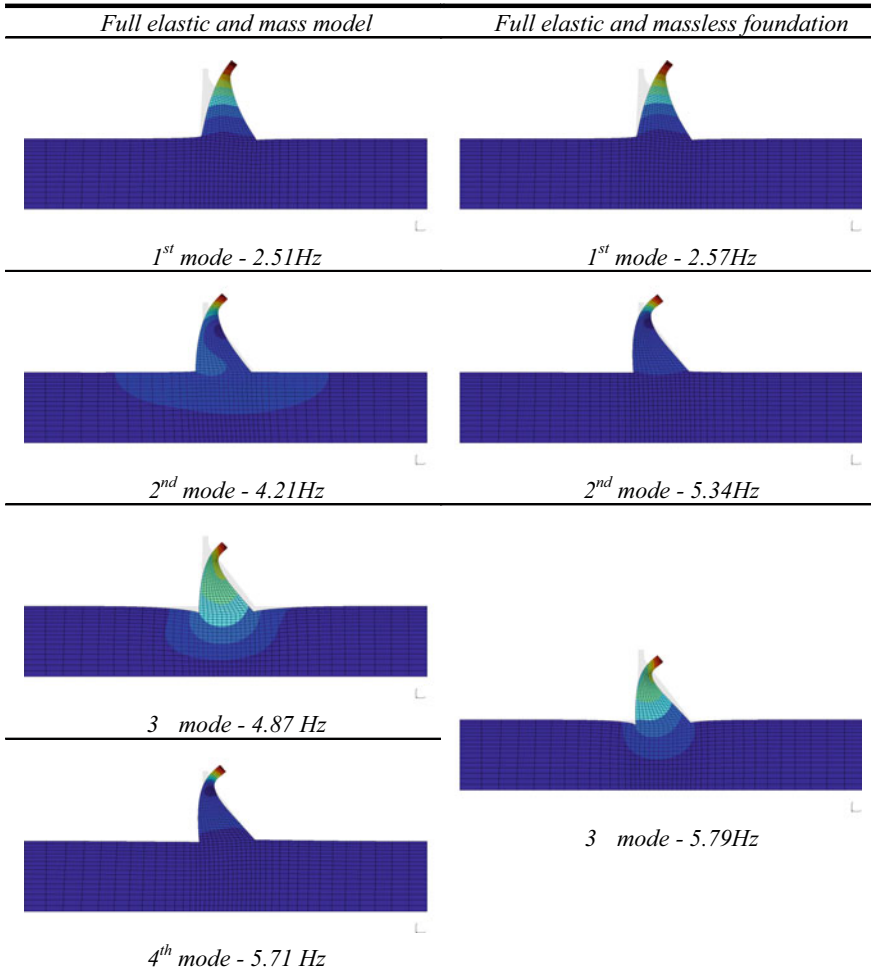 Full elastic and mass model
Full elastic and massless foundation
1st mode - 2.51Hz
1st mode - 2.57Hz
2nd mode - 4.21Hz
2nd mode - 5.34Hz
3 mode - 4.87 Hz
3 mode - 5.79Hz
4th mode - 5.71 Hz